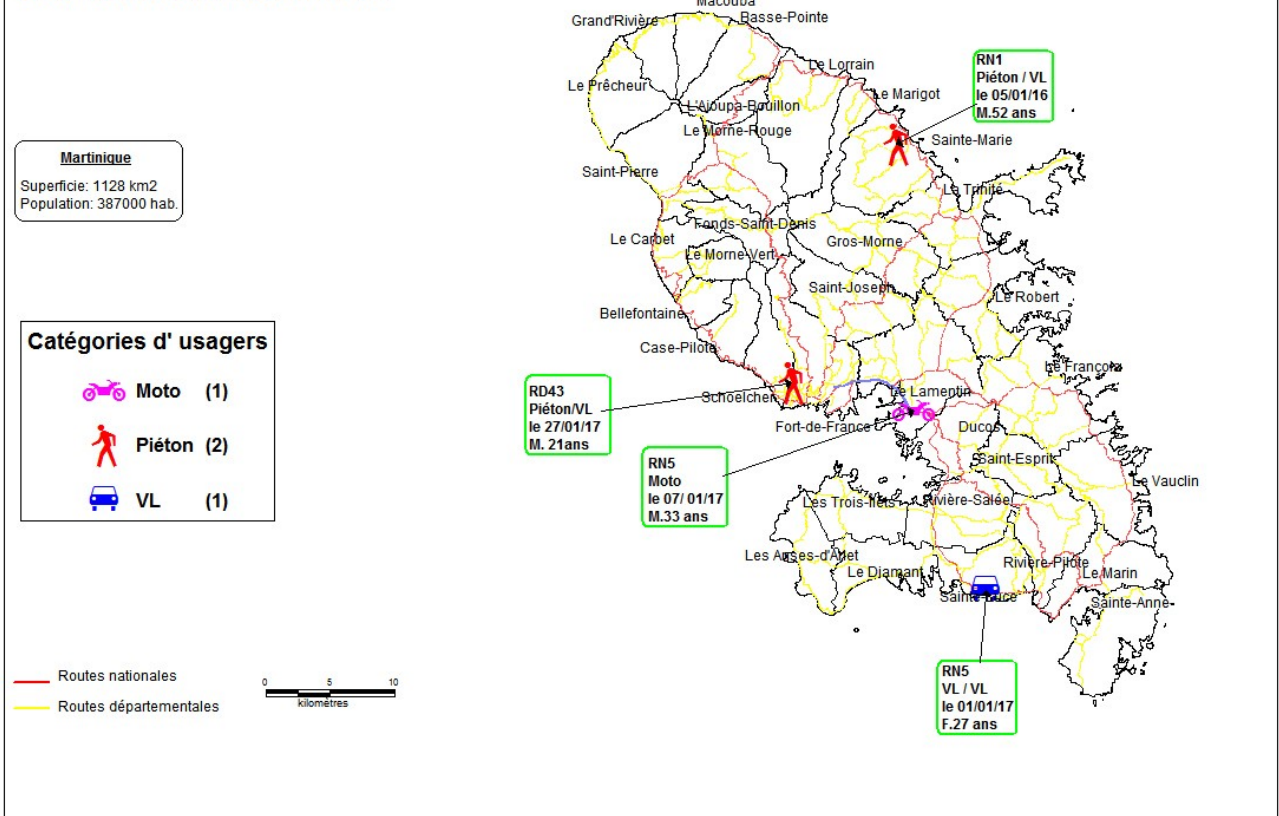 Macouba
Grand'Rivière
Basse-Pointe
Le Lorrain
Le Prêcheur
Le Marigot
L'Ajoupa-Bouillon
Le Morne-Rouge
Sainte-Marie
RN1
Piéton / VL
le 05/01/16
M.52 ans
Martinique
Superficie: 1128 km2
Population: 387000 hab.
Saint-Pierre
La Trinité
Fonds-Saint-Denis
Le Carbet
Gros-Morne
Le Morne-Vert
Saint-Joseph
Le Robert
Bellefontaine
Case-Pilote
Le François
Catégories d' usagers
Moto (1)
Piéton (2)
VL (1)
Schoelcher
Le Lamentin
Fort-de-France
Ducos
RD43
Piéton/VL
le 27/01/17
M. 21ans
Saint-Esprit
RN5
Moto
le 07/ 01/17
M.33 ans
Le Vauclin
Les Trois-Ilets
Rivière-Salée
Les Anses-d'Arlet
Le Diamant
Rivière-Pilote
Le Marin
Sainte-Luce
Sainte-Anne
RN5
VL / VL
le 01/01/17
F.27 ans
Routes nationales
Routes départementales
0 5 10
kilomètres